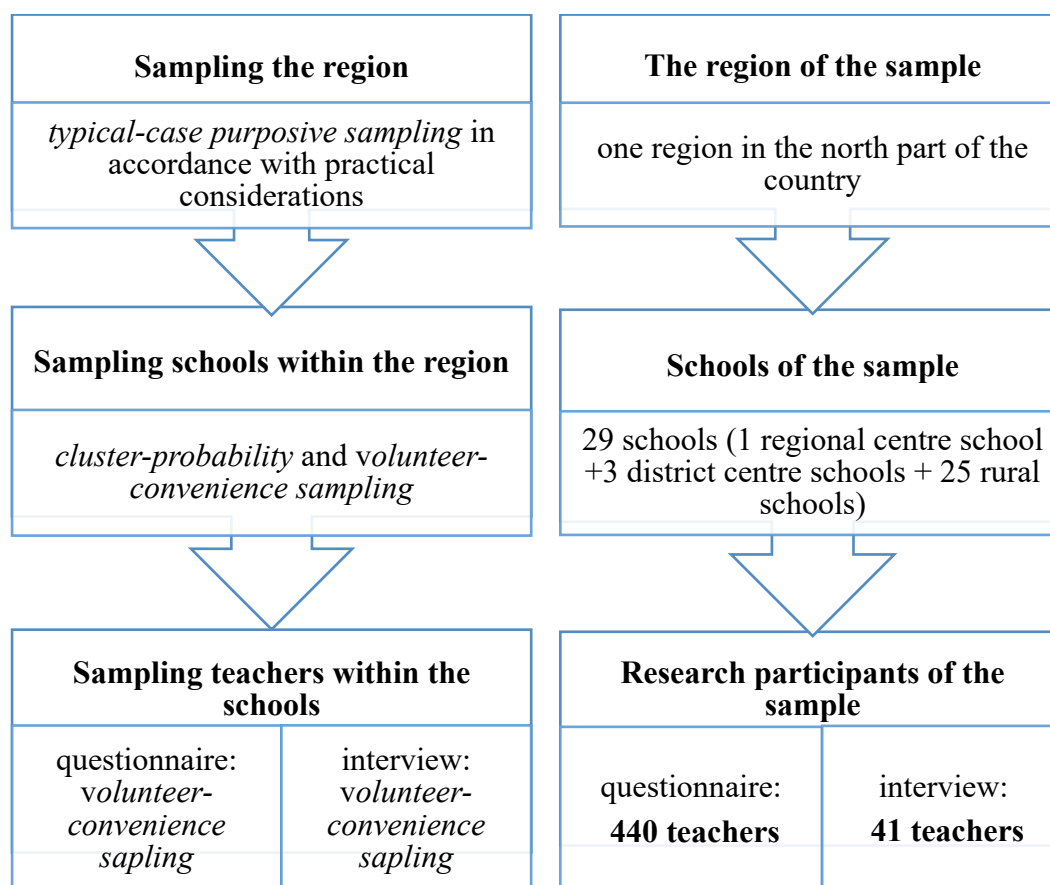 Sampling the region
typical-case purposive sampling in
accordance with practical
considerations
Sampling schools within the region
cluster-probability and volunteer-
convenience sampling
Sampling teachers within the
schools
questionnaire:
volunteer-
convenience
sapling
interview:
volunteer-
convenience
sapling
The region of the sample
one region in the north part of the
country
Schools of the sample
29 schools (1 regional centre school
+3 district centre schools + 25 rural
schools)
Research participants of the
sample
questionnaire:
440 teachers
interview:
41 teachers